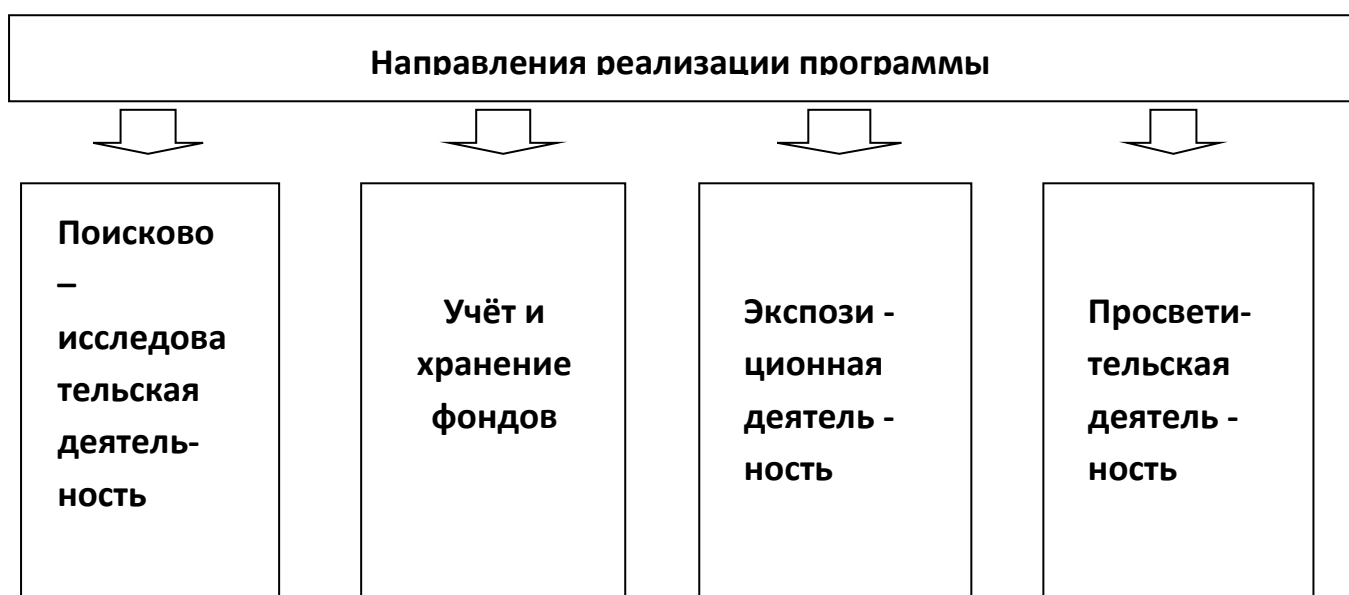 Направления реализации программы
Поисково
–
исследова
тельская
деятель-
ность
Учёт и
хранение
фондов
Экспози -
ционная
деятель -
ность
Просвети-
тельская
деятель -
ность